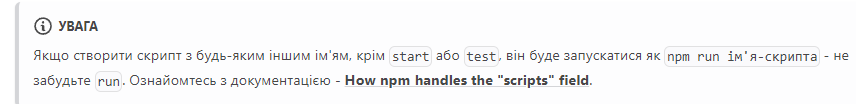 УВАГА
Якщо створити скрипт з будь-яким іншим ім'ям, крім start або test, він буде запускатися як npm run ім'я-скрипта - не
забудьте run. Ознайомтесь з документацією - How npm handles the "scripts" field.